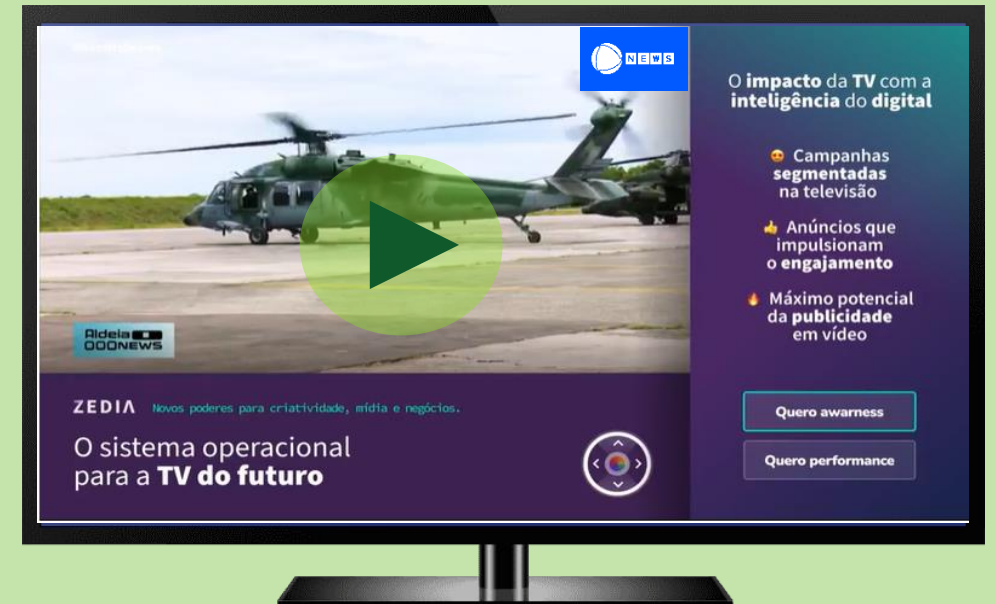 NEWS
Aldeia
NEWS
ZEDIA Novos poderes para criatividade, mídia e negócios.
O sistema operacional
para a TV do futuro
O impacto da TV com a
inteligência do digital
Campanhas
segmentadas
na televisão
Anúncios que
impulsionam
o engajamento
Máximo potencial
da publicidade
em vídeo
Quero awarness
Quero performance